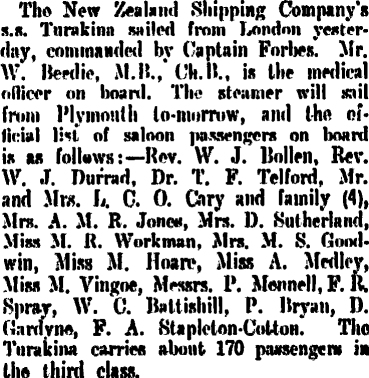 The New Zealand Shipping Company's
s.s. Turakina sailed from London yester-
day, commanded by Captain Forbes. Mr.
W. Beedie, M.B., Ch.B., is the medical
officer on board. The steamer will sail
from Plymouth to-morrow, and the of-
ficial list of saloon passengers on board
is as follows:—Rev. W. J. Bollen, Rev.
W. J. Durrad, Dr. T. F. Telford, Mr.
and Mrs. L. C. O. Cary and family (4),
Mrs. A. M. R. Jones, Mrs. D. Sutherland,
Miss M. R. Workman, Mrs. M. S. Good-
win, Miss M. Hoare, Miss A. Medley,
Miss M. Vingoe, Messrs. P. Mennell, F. R.
Spray, W. C. Battishill, P. Bryan, D.
Gardyne, F. A. Stapleton-Cotton. The
Turakina carries about 170 passengers in
the third class.